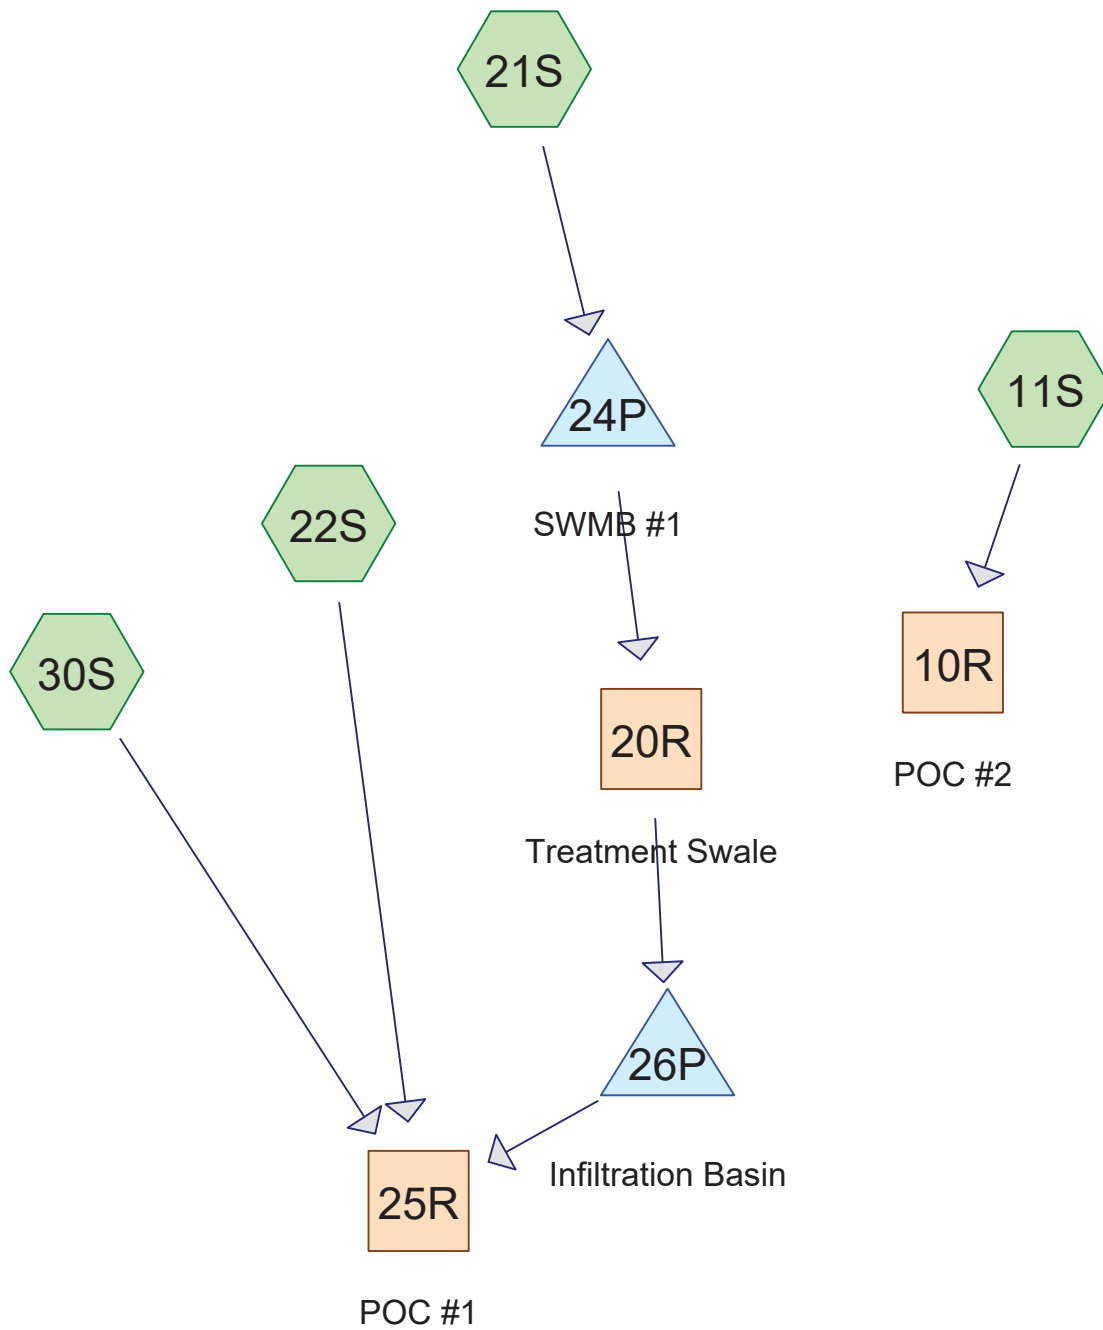 21S
24P
SWMB #1
11S
22S
30S
10R
POC #2
20R
Treatment Swale
26P
Infiltration Basin
25R
POC #1